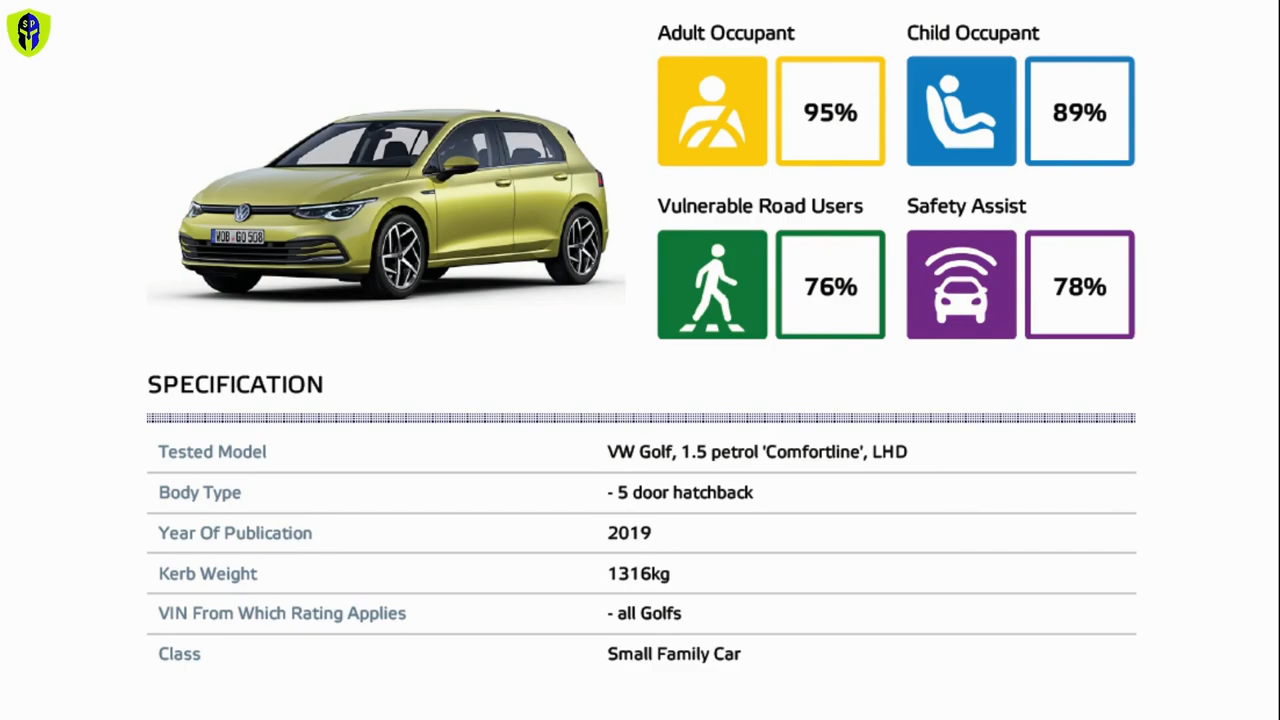 SP
Adult Occupant
Child Occupant
95%
89%
Vulnerable Road Users
Safety Assist
76%
78%
WOB GO 508
SPECIFICATION
Tested Model VW Golf, 1.5 petrol 'Comfortline', LHD
Body Type - 5 door hatchback
Year Of Publication 2019
Kerb Weight 1316kg
VIN From Which Rating Applies - all Golfs
Class Small Family Car